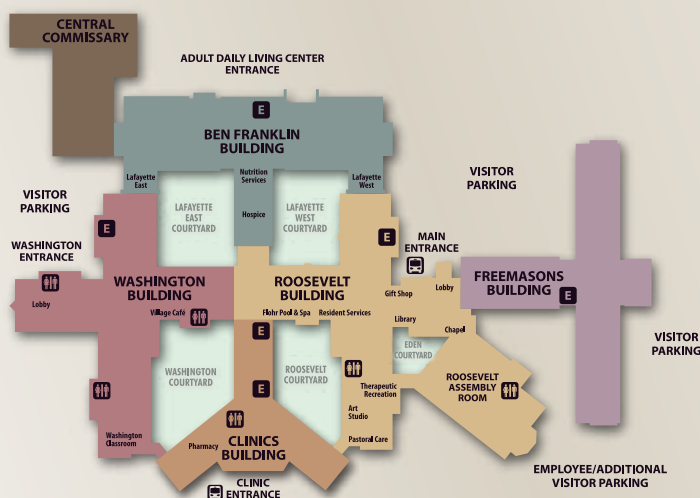 CENTRAL
COMMISSARY
ADULT DAILY LIVING CENTER
ENTRANCE
E
BEN FRANKLIN
BUILDING
Lafayette
East
Nutrition
Services
Lafayette
West
VISITOR
PARKING
VISITOR
PARKING
LAFAYETTE
EAST
COURTYARD
Hospice
LAFAYETTE
WEST
COURTYARD
E
E
WASHINGTON
ENTRANCE
MAIN
ENTRANCE
Lobby
WASHINGTON
BUILDING
Village Café
ROOSEVELT
BUILDING
Flohr Pool & Spa
Resident Services
Gift Shop
Lobby
Library
Chapel
FREEMASONS
BUILDING
E
E
VISITOR
PARKING
EDEN
COURTYARD
WASHINGTON
COURTYARD
ROOSEVELT
COURTYARD
E
Therapeutic
Recreation
ROOSEVELT
ASSEMBLY
ROOM
Art
Studio
Washington
Classroom
Pharmacy
CLINICS
BUILDING
Pastoral Care
CLINIC
ENTRANCE
EMPLOYEE/ADDITIONAL
VISITOR PARKING